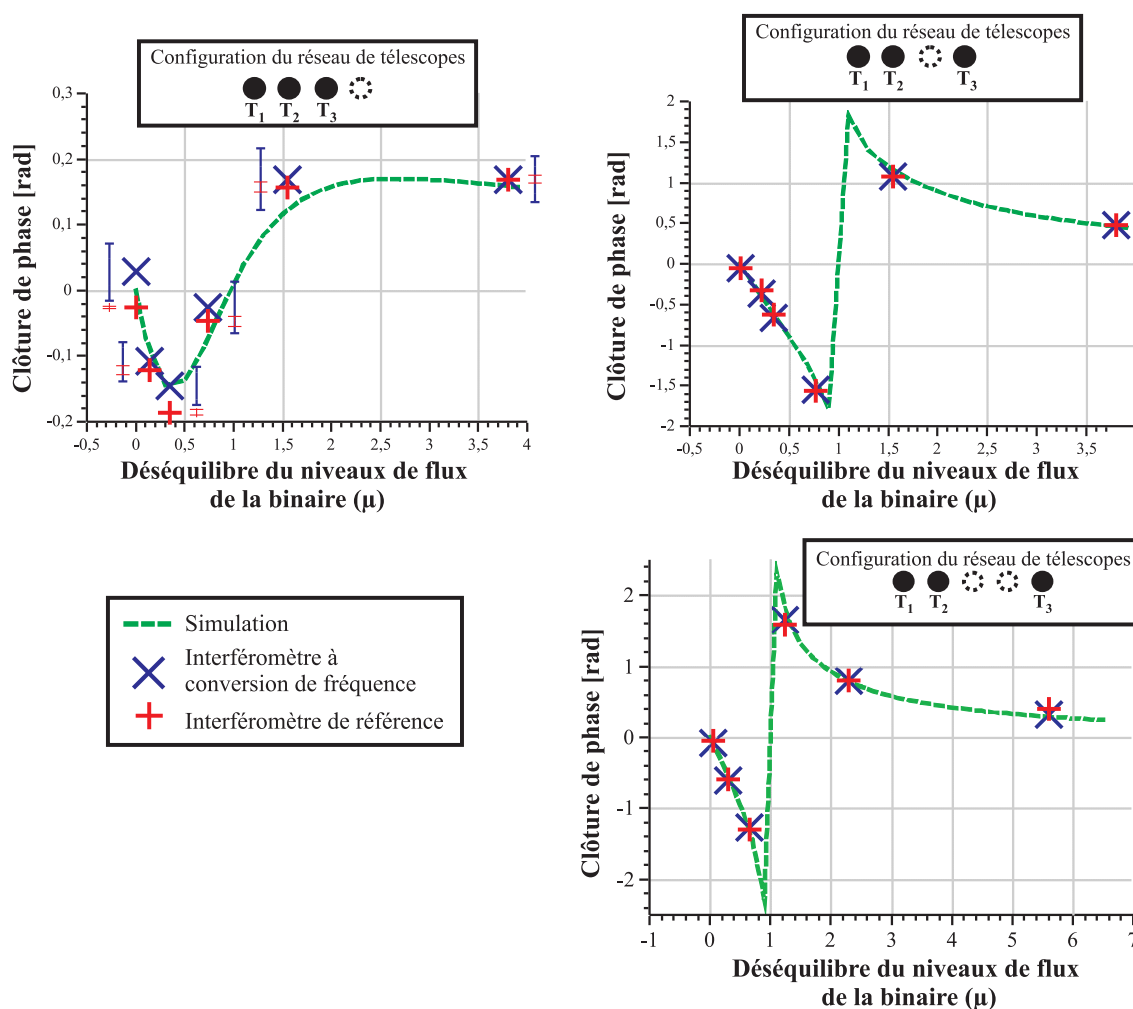 Configuration du réseau de télescopes
T1 T2 T3
0,3
0,2
0,1
0
-0,1
-0,2
Clôture de phase [rad]
-0,5 0 0,5 1 1,5 2 2,5 3 3,5 4
Déséquilibre du niveaux de flux
de la binaire (μ)
Configuration du réseau de télescopes
T1 T2 T3
2
1,5
1
0,5
0
-0,5
-1
-1,5
-2
Clôture de phase [rad]
-0,5 0 0,5 1 1,5 2 2,5 3 3,5
Déséquilibre du niveaux de flux
de la binaire (μ)
Simulation
Interféromètre à
conversion de fréquence
Interféromètre de référence
Configuration du réseau de télescopes
T1 T2 T3
2
1
0
-1
-2
Clôture de phase [rad]
-1 0 1 2 3 4 5 6 7
Déséquilibre du niveaux de flux
de la binaire (μ)